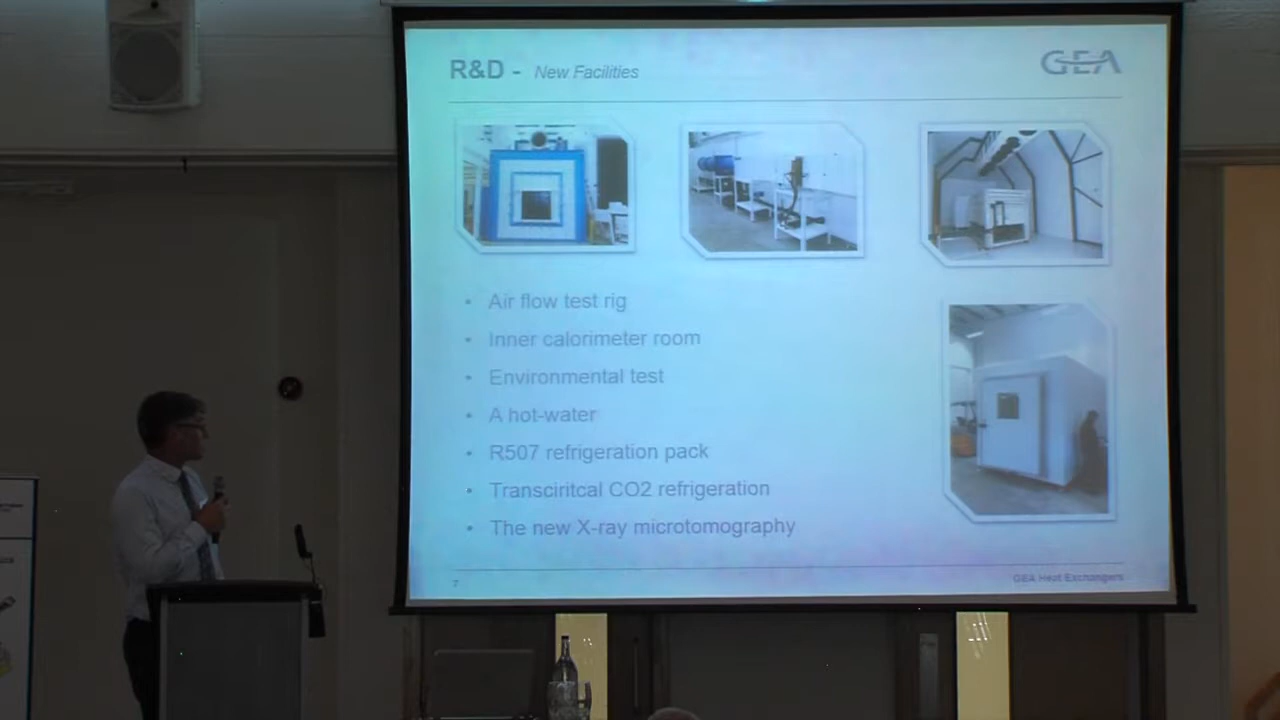 R&D - New Facilities
GEA
• Air flow test rig
• Inner calorimeter room
• Environmental test
• A hot-water
• R507 refrigeration pack
• Transciritcal CO2 refrigeration
• The new X-ray microtomography
7
GEA Heat Exchangers